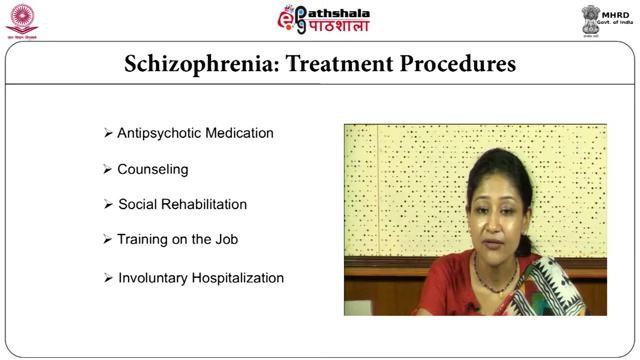 Pathshala
पाठशाला
MHRD
Govt. of India
Schizophrenia: Treatment Procedures
Antipsychotic Medication
Counseling
Social Rehabilitation
Training on the Job
Involuntary Hospitalization